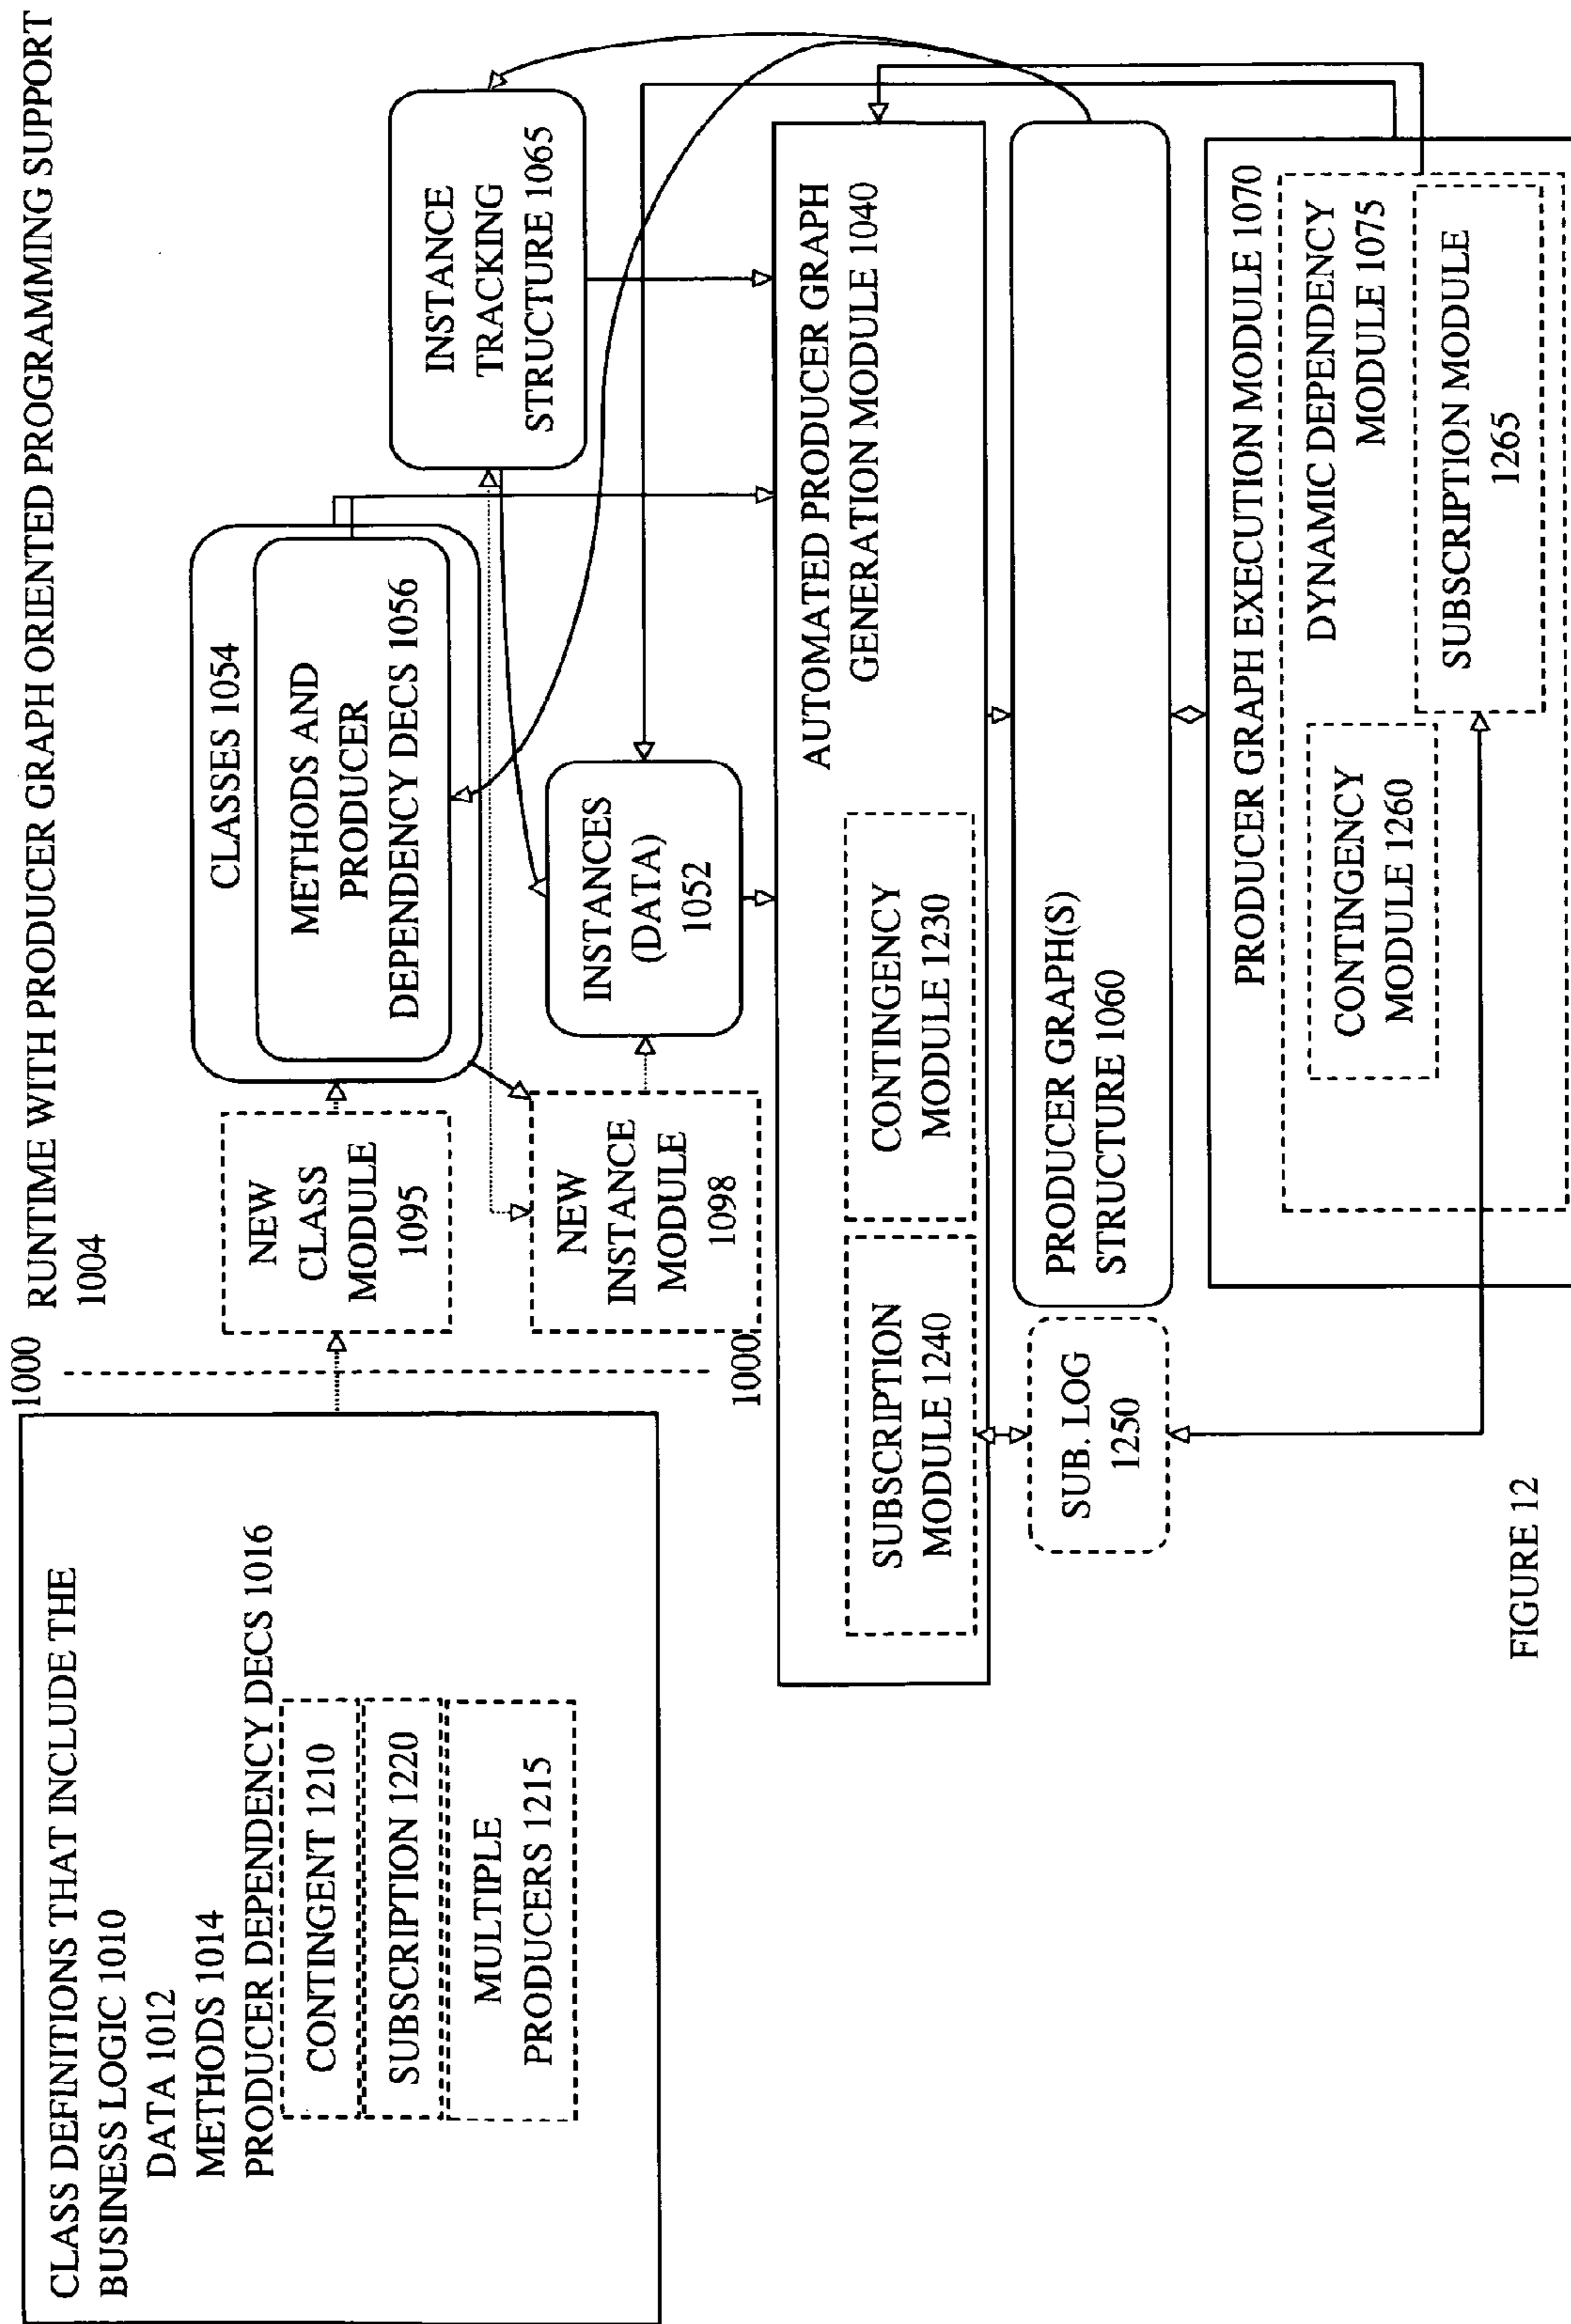 CLASS DEFINITIONS THAT INCLUDE THE
BUSINESS LOGIC 1010
DATA 1012
METHODS 1014
PRODUCER DEPENDENCY DECS 1016
CONTINGENT 1210
SUBSCRIPTION 1220
MULTIPLE
PRODUCERS 1215
1000
1000
RUNTIME WITH PRODUCER GRAPH ORIENTED PROGRAMMING SUPPORT
1004
NEW
CLASS
MODULE
1095
CLASSES 1054
METHODS AND
PRODUCER
DEPENDENCY DECS 1056
INSTANCE
TRACKING
STRUCTURE 1065
NEW
INSTANCE
MODULE
1098
INSTANCES
(DATA)
1052
AUTOMATED PRODUCER GRAPH
GENERATION MODULE 1040
SUBSCRIPTION
MODULE 1240
CONTINGENCY
MODULE 1230
SUB. LOG
1250
PRODUCER GRAPH(S)
STRUCTURE 1060
PRODUCER GRAPH EXECUTION MODULE 1070
DYNAMIC DEPENDENCY
MODULE 1075
CONTINGENCY
MODULE 1260
SUBSCRIPTION MODULE
1265
FIGURE 12